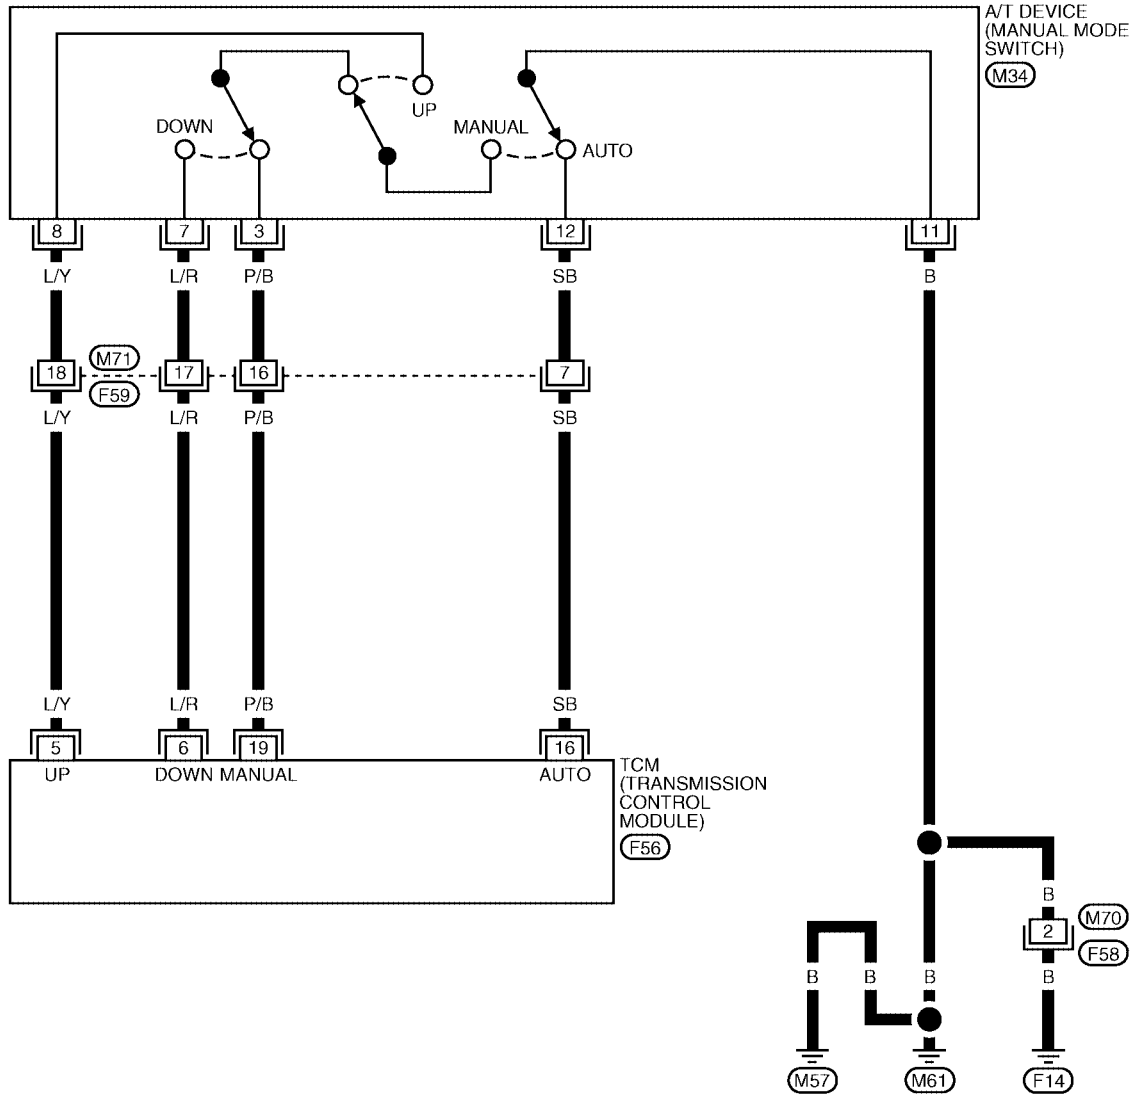 A/T DEVICE
(MANUAL MODE
SWITCH)
M34
UP
DOWN
MANUAL
AUTO
8
7
3
12
11
L/Y
L/R
P/B
SB
B
M71
18
17
16
7
F59
L/Y
L/R
P/B
SB
L/Y
L/R
P/B
SB
5
6
19
16
UP
DOWN
MANUAL
AUTO
TCM
(TRANSMISSION
CONTROL
MODULE)
F56
B
M70
2
F58
B
B
B
B
M57
M61
F14